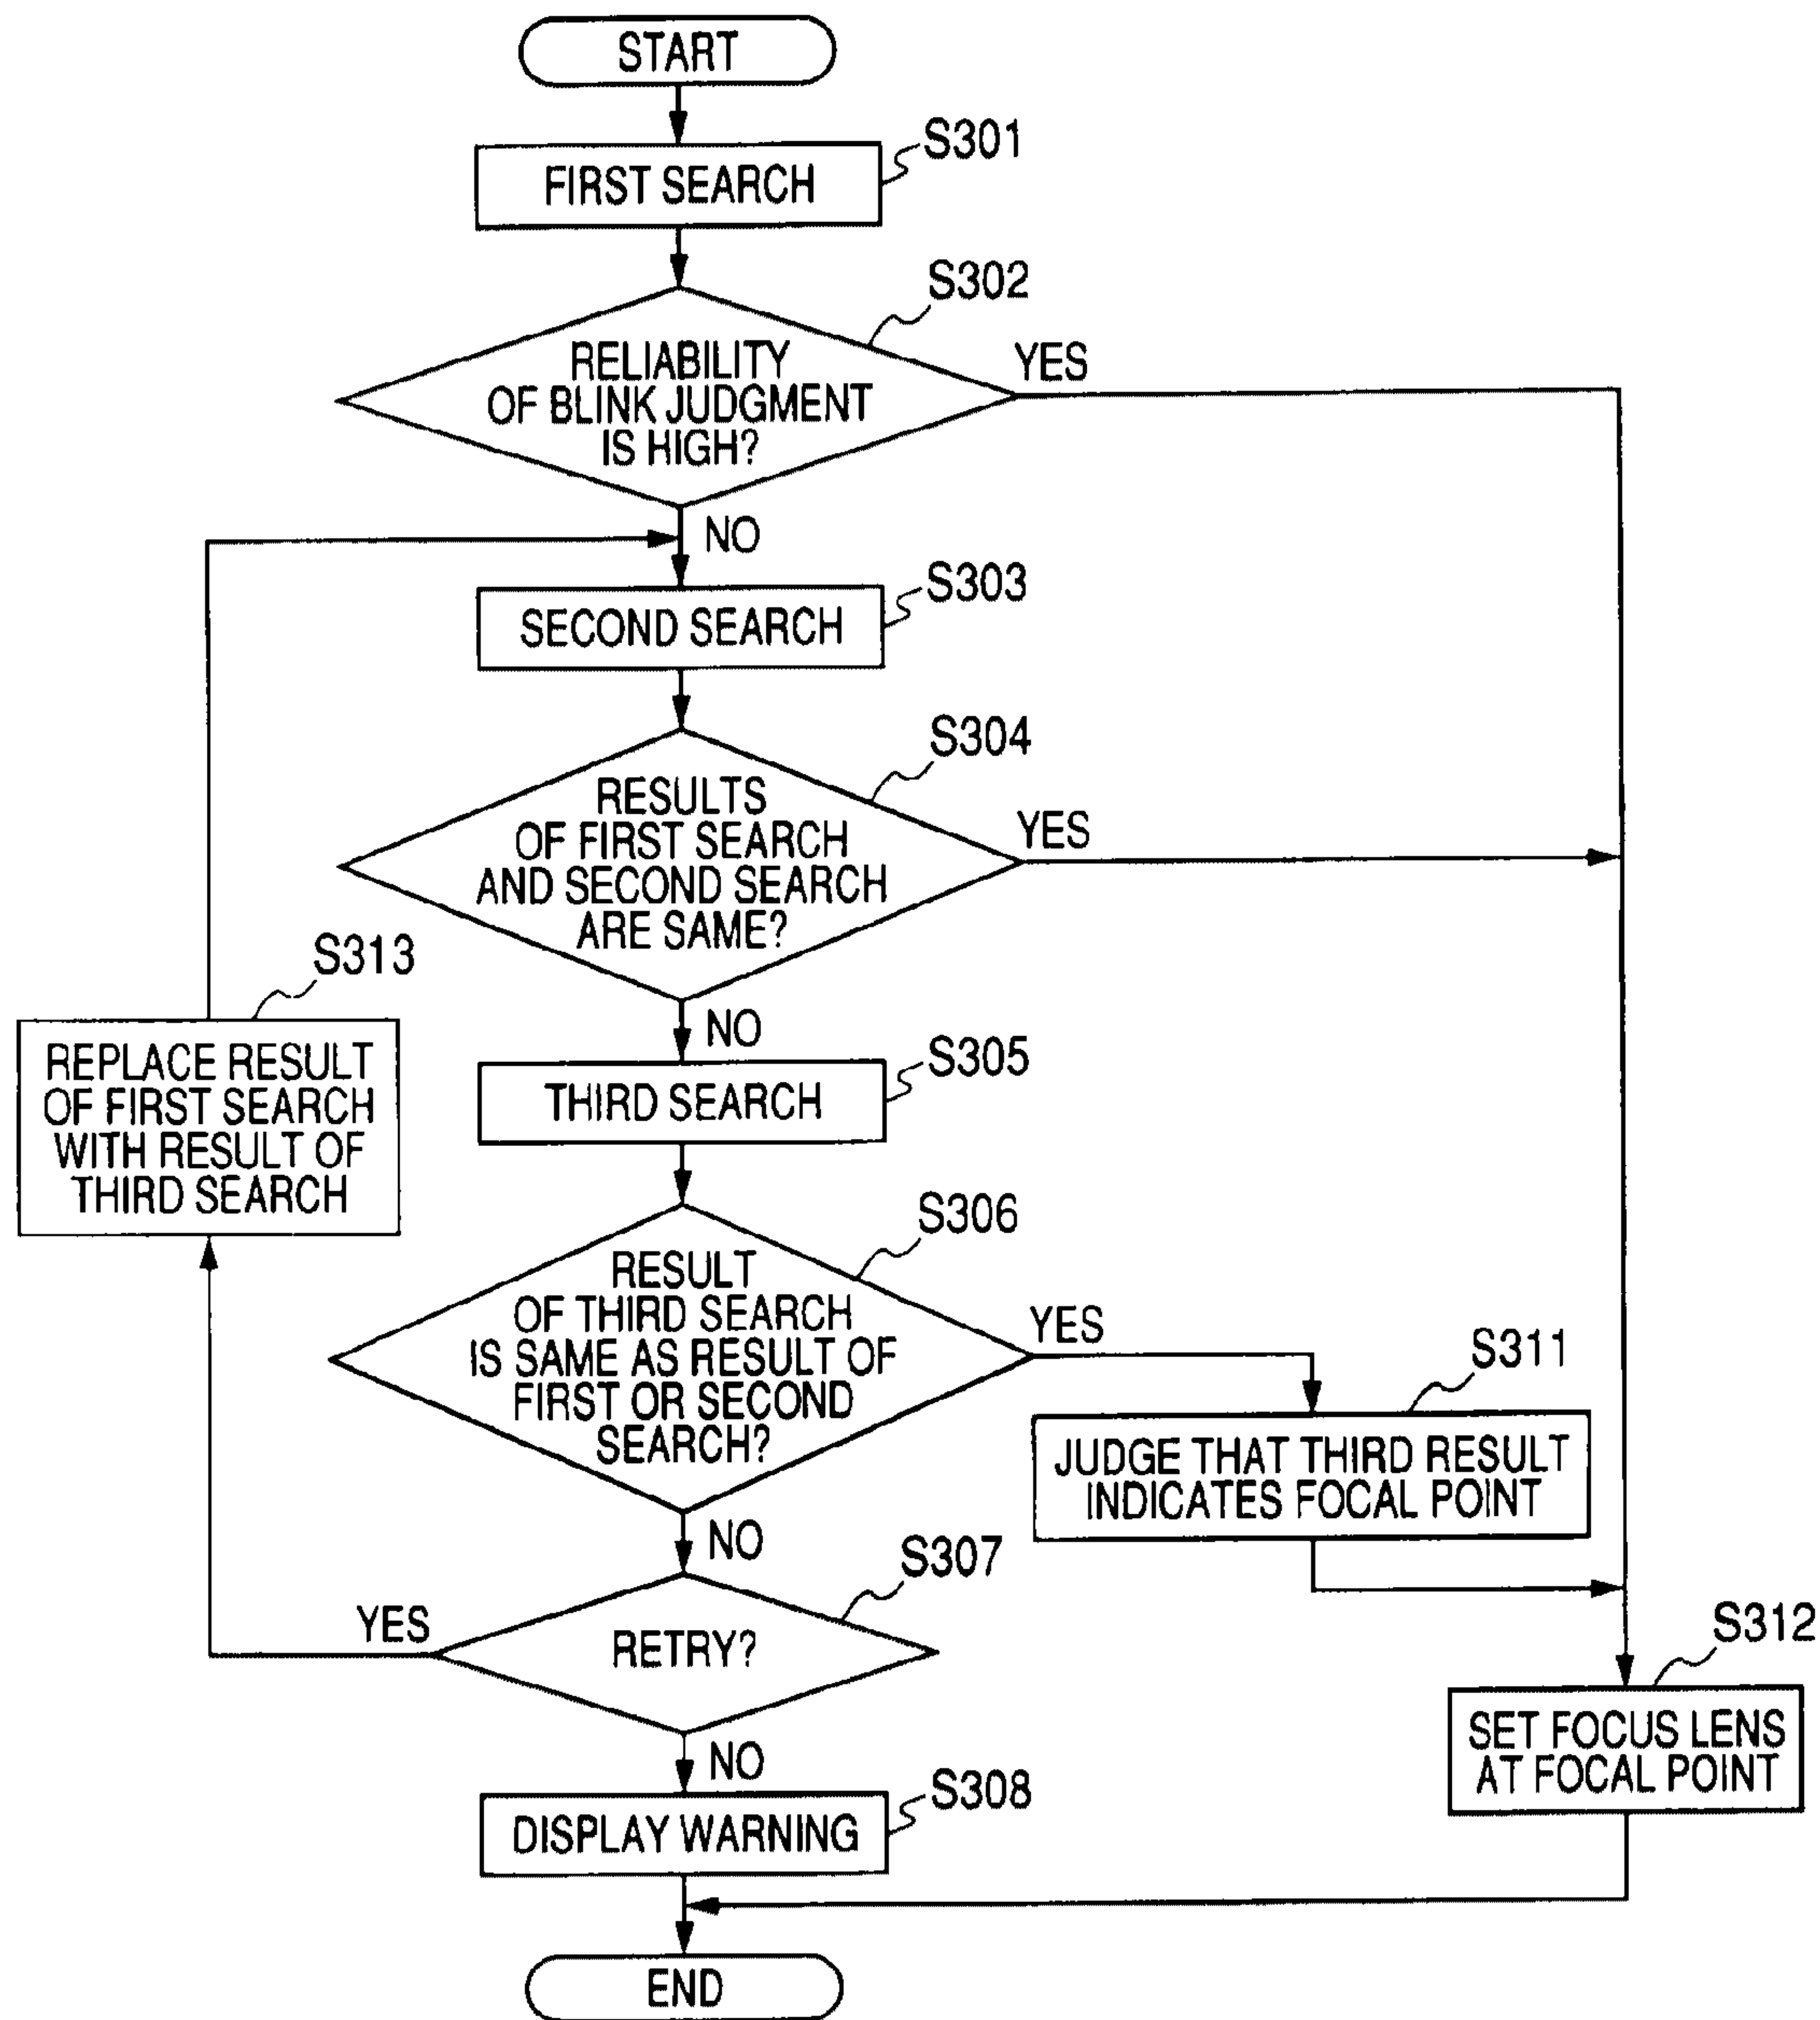 START
S301
FIRST SEARCH
S302
RELIABILITY
OF BLINK JUDGMENT
IS HIGH?
YES
NO
S303
SECOND SEARCH
S304
RESULTS
OF FIRST SEARCH
AND SECOND SEARCH
ARE SAME?
YES
NO
S313
REPLACE RESULT
OF FIRST SEARCH
WITH RESULT OF
THIRD SEARCH
S305
THIRD SEARCH
S306
RESULT
OF THIRD SEARCH
IS SAME AS RESULT OF
FIRST OR SECOND
SEARCH?
YES
NO
S311
JUDGE THAT THIRD RESULT
INDICATES FOCAL POINT
S307
RETRY?
YES
NO
S312
SET FOCUS LENS
AT FOCAL POINT
S308
DISPLAY WARNING
END